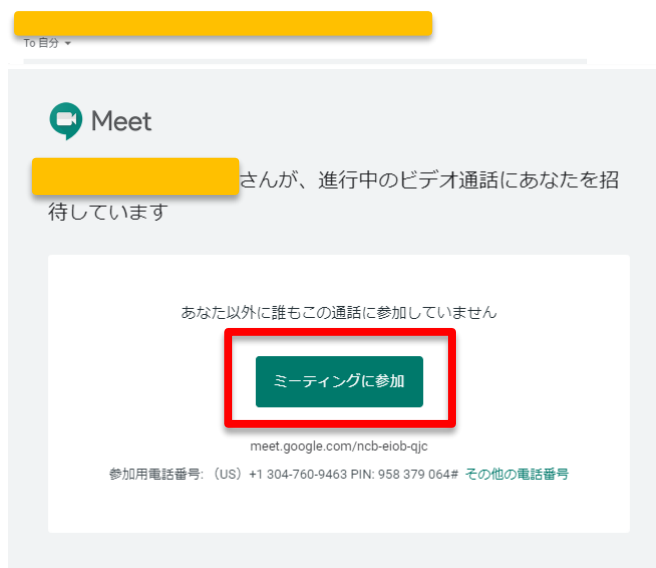 To 自分
Meet
さんが、進行中のビデオ通話にあなたを招
待しています
あなた以外に誰もこの通話に参加していません
ミーティングに参加
meet.google.com/ncb-eiob-qjc
参加用電話番号: （US）+1 304-760-9463 PIN: 958 379 064# その他の電話番号